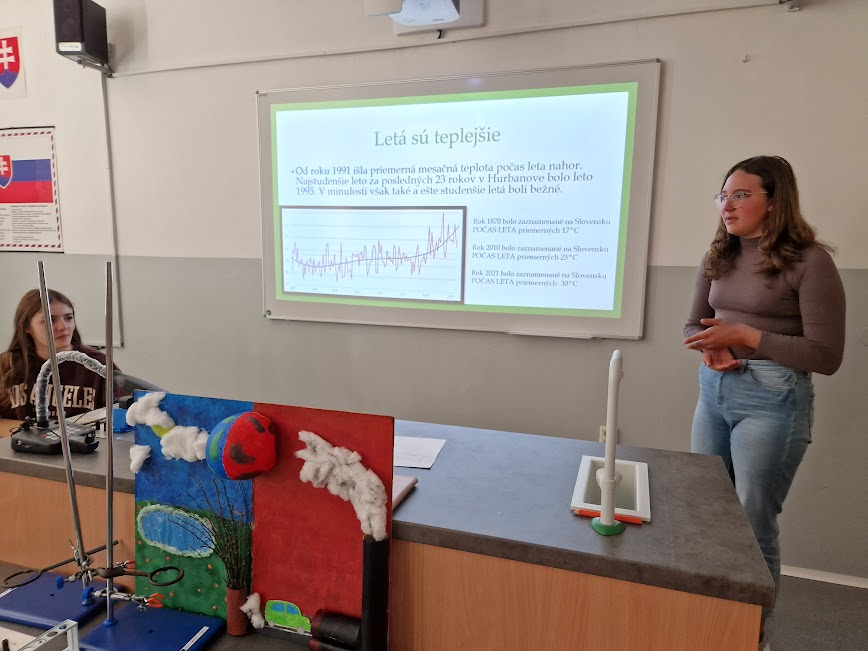 Letá sú teplejšie
• Od roku 1991 išla priemerná mesačná teplota počas leta nahor.
Najstudenšie leto za posledných 23 rokov v Hurbanove bolo leto
1995. V minulosti však také a ešte studenšie letá boli bežné.
Rok 1870 bolo zaznamenané na Slovensku
POČAS LETA priemerných 17°C
Rok 2010 bolo zaznamenané na Slovensku
POČAS LETA priemerných 23°C
Rok 2021 bolo zaznamenané na Slovensku
POČAS LETA priemerných 30°C
OS ANGELES